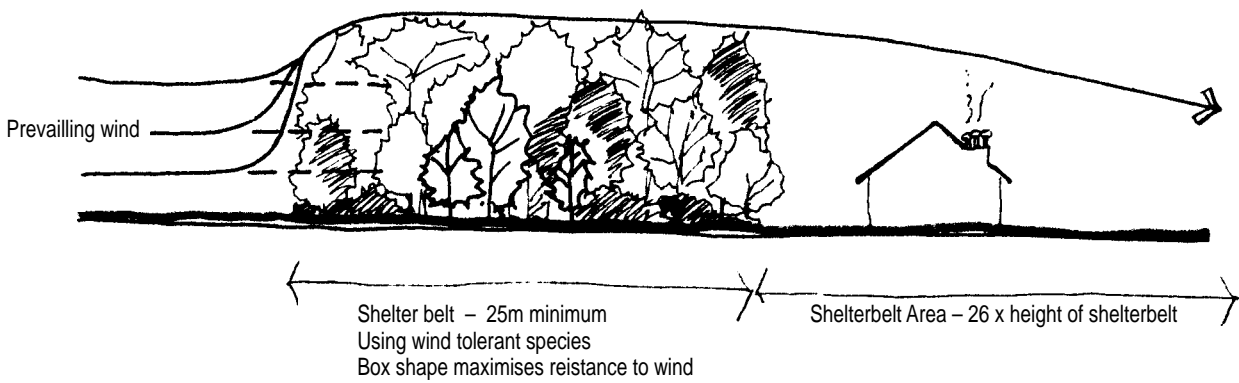 Prevailling wind
Shelter belt – 25m minimum
Using wind tolerant species
Box shape maximises reistance to wind
Shelterbelt Area – 26 x height of shelterbelt